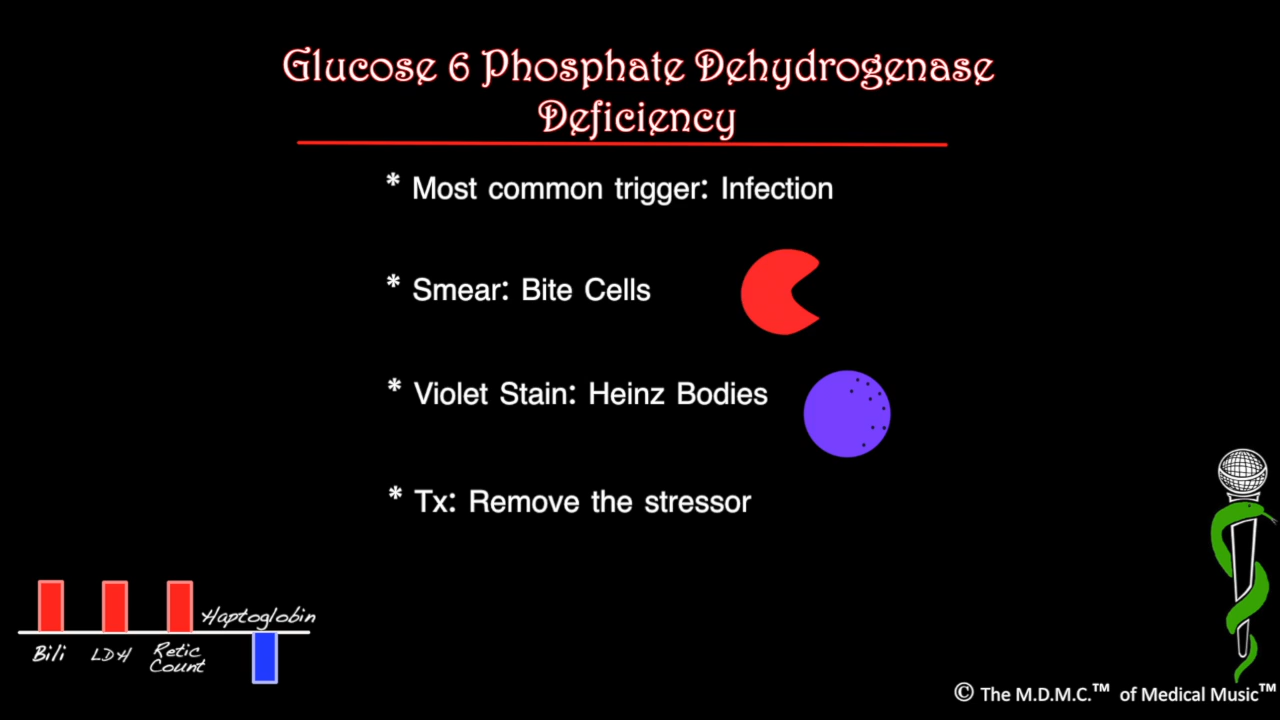 Glucose 6 Phosphate Dehydrogenase
Deficiency
* Most common trigger: Infection
* Smear: Bite Cells
* Violet Stain: Heinz Bodies
* Tx: Remove the stressor
Haptoglobin
Bili
LDH
Retic
Count
© The M.D.M.C.™ of Medical Music™